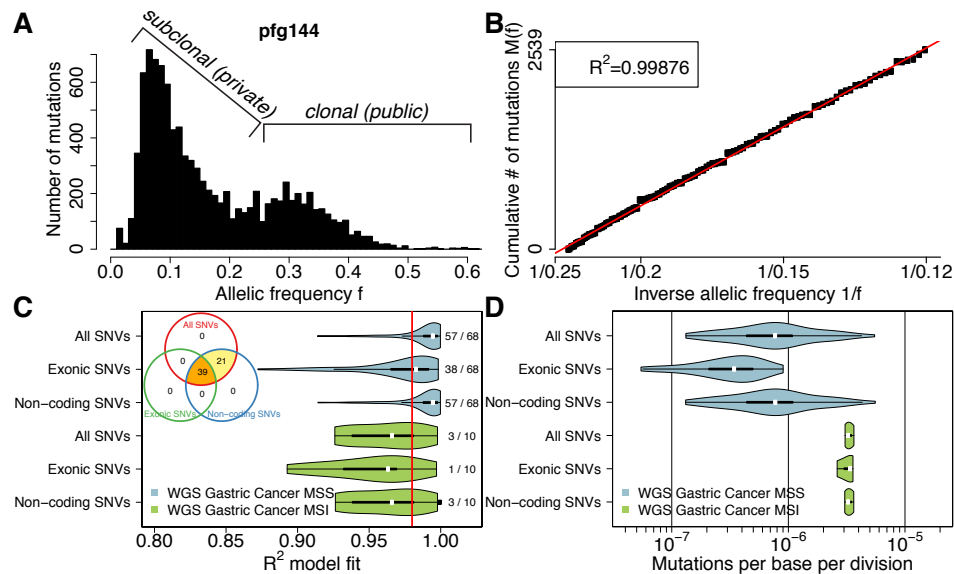 A
pfg144
subclonal (private)
clonal (public)
Number of mutations
0 200 400 600
0.0 0.1 0.2 0.3 0.4 0.5 0.6
Allelic frequency f
B
R²=0.99876
Cumulative # of mutations M(f)
0 2539
1/0.25 1/0.2 1/0.15 1/0.12
Inverse allelic frequency 1/f
C
All SNVs
0
0 21
39
0 0 0
Exonic SNVs Non-coding SNVs
All SNVs 57 / 68
Exonic SNVs 38 / 68
Non-coding SNVs 57 / 68
All SNVs 3 / 10
Exonic SNVs 1 / 10
Non-coding SNVs 3 / 10
WGS Gastric Cancer MSS
WGS Gastric Cancer MSI
0.80 0.85 0.90 0.95 1.00
R² model fit
D
All SNVs
Exonic SNVs
Non-coding SNVs
All SNVs
Exonic SNVs
Non-coding SNVs
WGS Gastric Cancer MSS
WGS Gastric Cancer MSI
10⁻⁷ 10⁻⁶ 10⁻⁵
Mutations per base per division